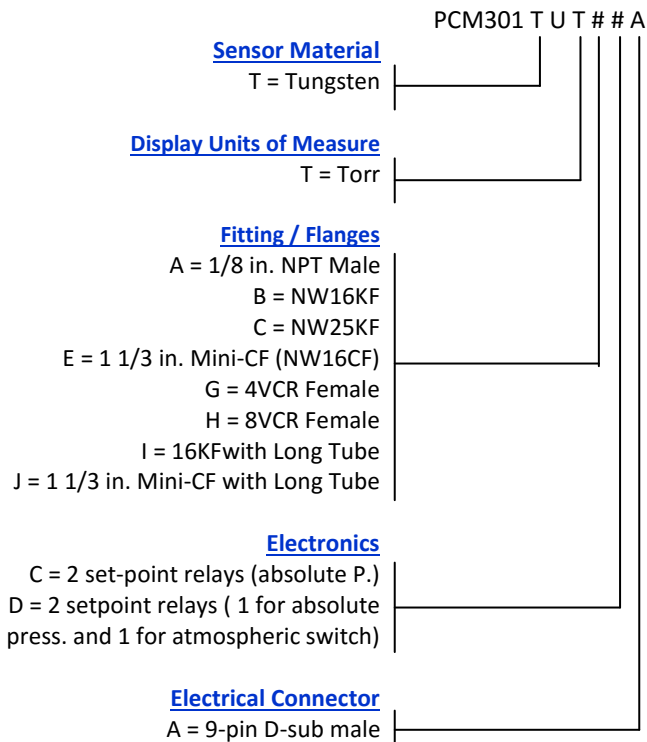 PCM301 T U T # # A
Sensor Material
T = Tungsten
Display Units of Measure
T = Torr
Fitting / Flanges
A = 1/8 in. NPT Male
B = NW16KF
C = NW25KF
E = 1 1/3 in. Mini-CF (NW16CF)
G = 4VCR Female
H = 8VCR Female
I = 16KFwith Long Tube
J = 1 1/3 in. Mini-CF with Long Tube
Electronics
C = 2 set-point relays (absolute P.)
D = 2 setpoint relays ( 1 for absolute
press. and 1 for atmospheric switch)
Electrical Connector
A = 9-pin D-sub male